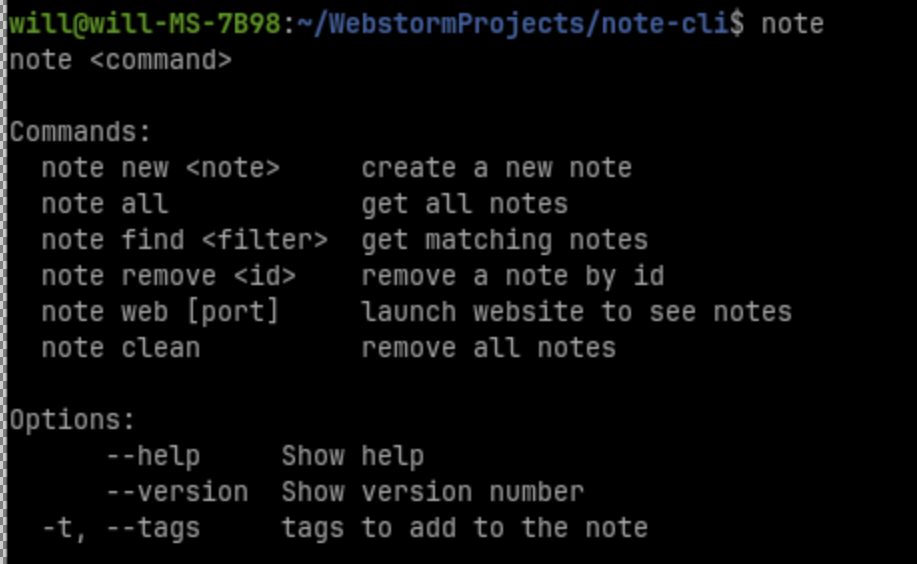 will@will-MS-7B98:~/WebstormProjects/note-cli$ note
note <command>

Commands:
  note new <note>     create a new note
  note all            get all notes
  note find <filter>  get matching notes
  note remove <id>    remove a note by id
  note web [port]     launch website to see notes
  note clean          remove all notes

Options:
      --help     Show help
      --version  Show version number
  -t, --tags     tags to add to the note